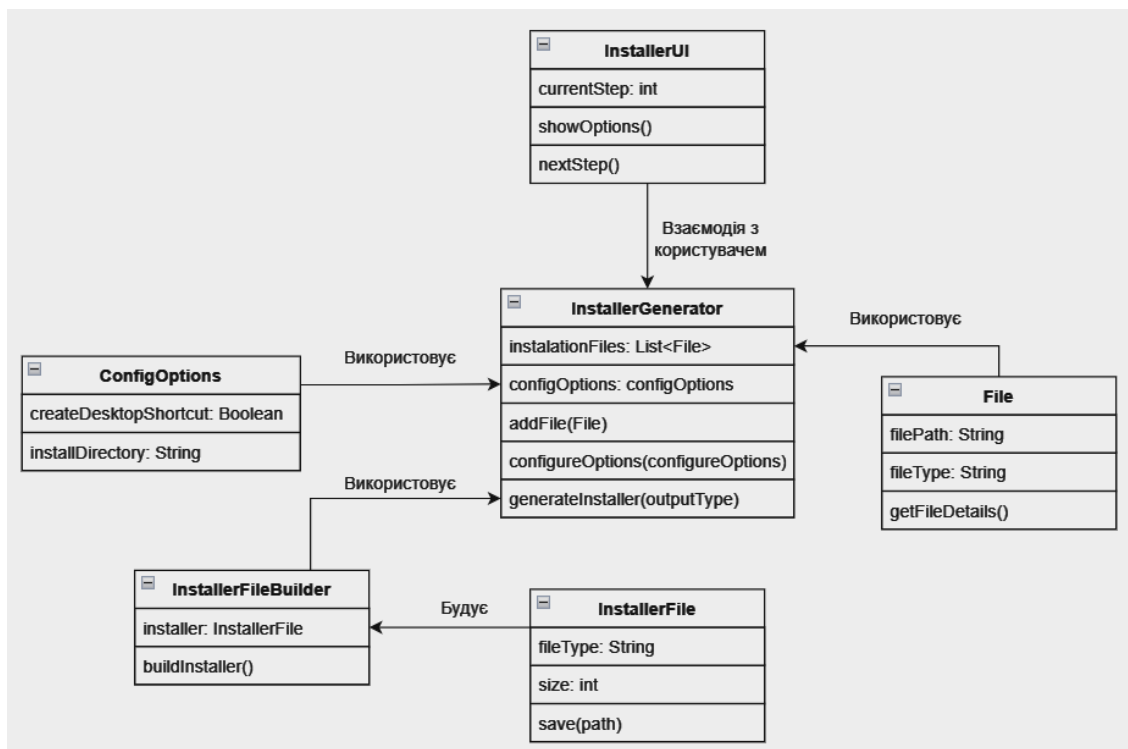 InstallerUI
currentStep: int
showOptions()
nextStep()
Взаємодія з
користувачем
InstallerGenerator
instalationFiles: List<File>
configOptions: configOptions
addFile(File)
configureOptions(configureOptions)
generateInstaller(outputType)
Використовує
ConfigOptions
createDesktopShortcut: Boolean
installDirectory: String
Використовує
File
filePath: String
fileType: String
getFileDetails()
Використовує
InstallerFileBuilder
installer: InstallerFile
buildInstaller()
Будує
InstallerFile
fileType: String
size: int
save(path)